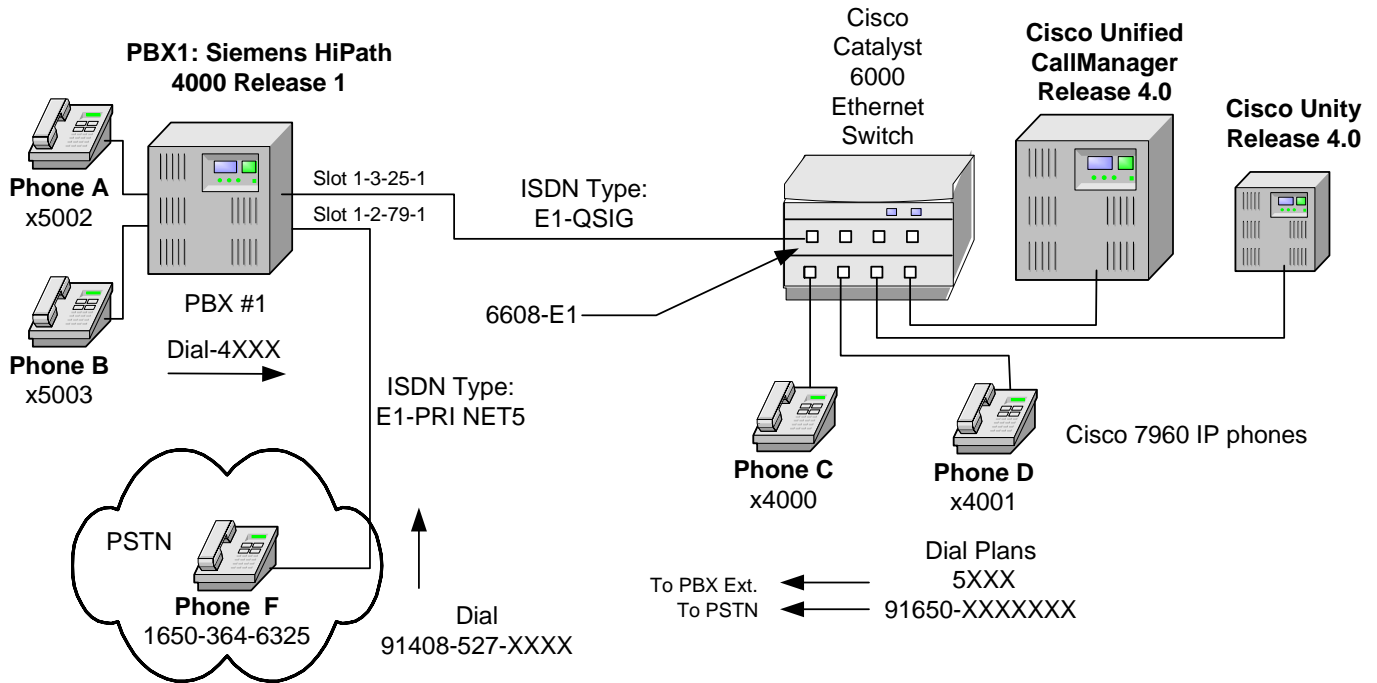 PBX1: Siemens HiPath
4000 Release 1
Phone A
x5002
Phone B
x5003
PBX #1
Dial-4XXX
Slot 1-3-25-1
Slot 1-2-79-1
ISDN Type:
E1-QSIG
Cisco
Catalyst
6000
Ethernet
Switch
Cisco Unified
CallManager
Release 4.0
Cisco Unity
Release 4.0
6608-E1
ISDN Type:
E1-PRI NET5
Phone C
x4000
Phone D
x4001
Cisco 7960 IP phones
PSTN
Phone F
1650-364-6325
Dial
91408-527-XXXX
Dial Plans
To PBX Ext.
5XXX
To PSTN
91650-XXXXXXX